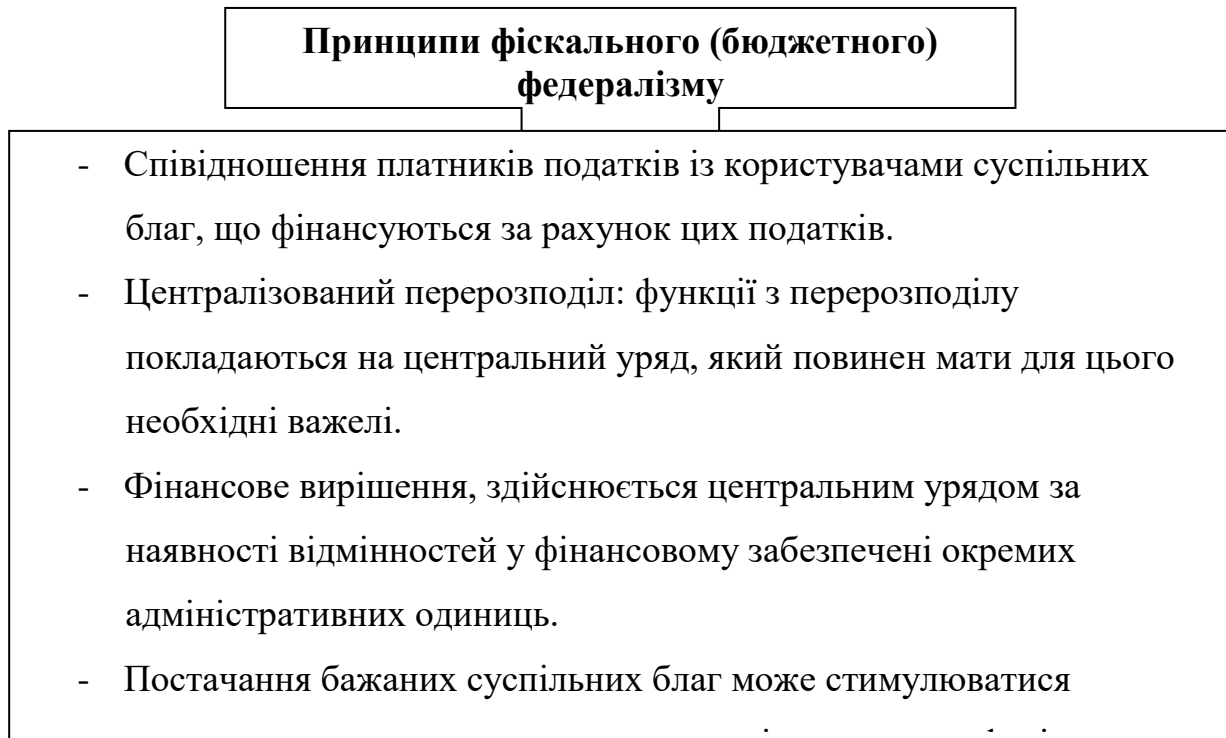 Принципи фіскального (бюджетного)
федералізму
- Співідношення платників податків із користувачами суспільних
благ, що фінансуються за рахунок цих податків.
- Централізований перерозподіл: функції з перерозподілу
покладаються на центральний уряд, який повинен мати для цього
необхідні важелі.
- Фінансове вирішення, здійснюється центральним урядом за
наявності відмінностей у фінансовому забезпечені окремих
адміністративних одиниць.
- Постачання бажаних суспільних благ може стимулюватися